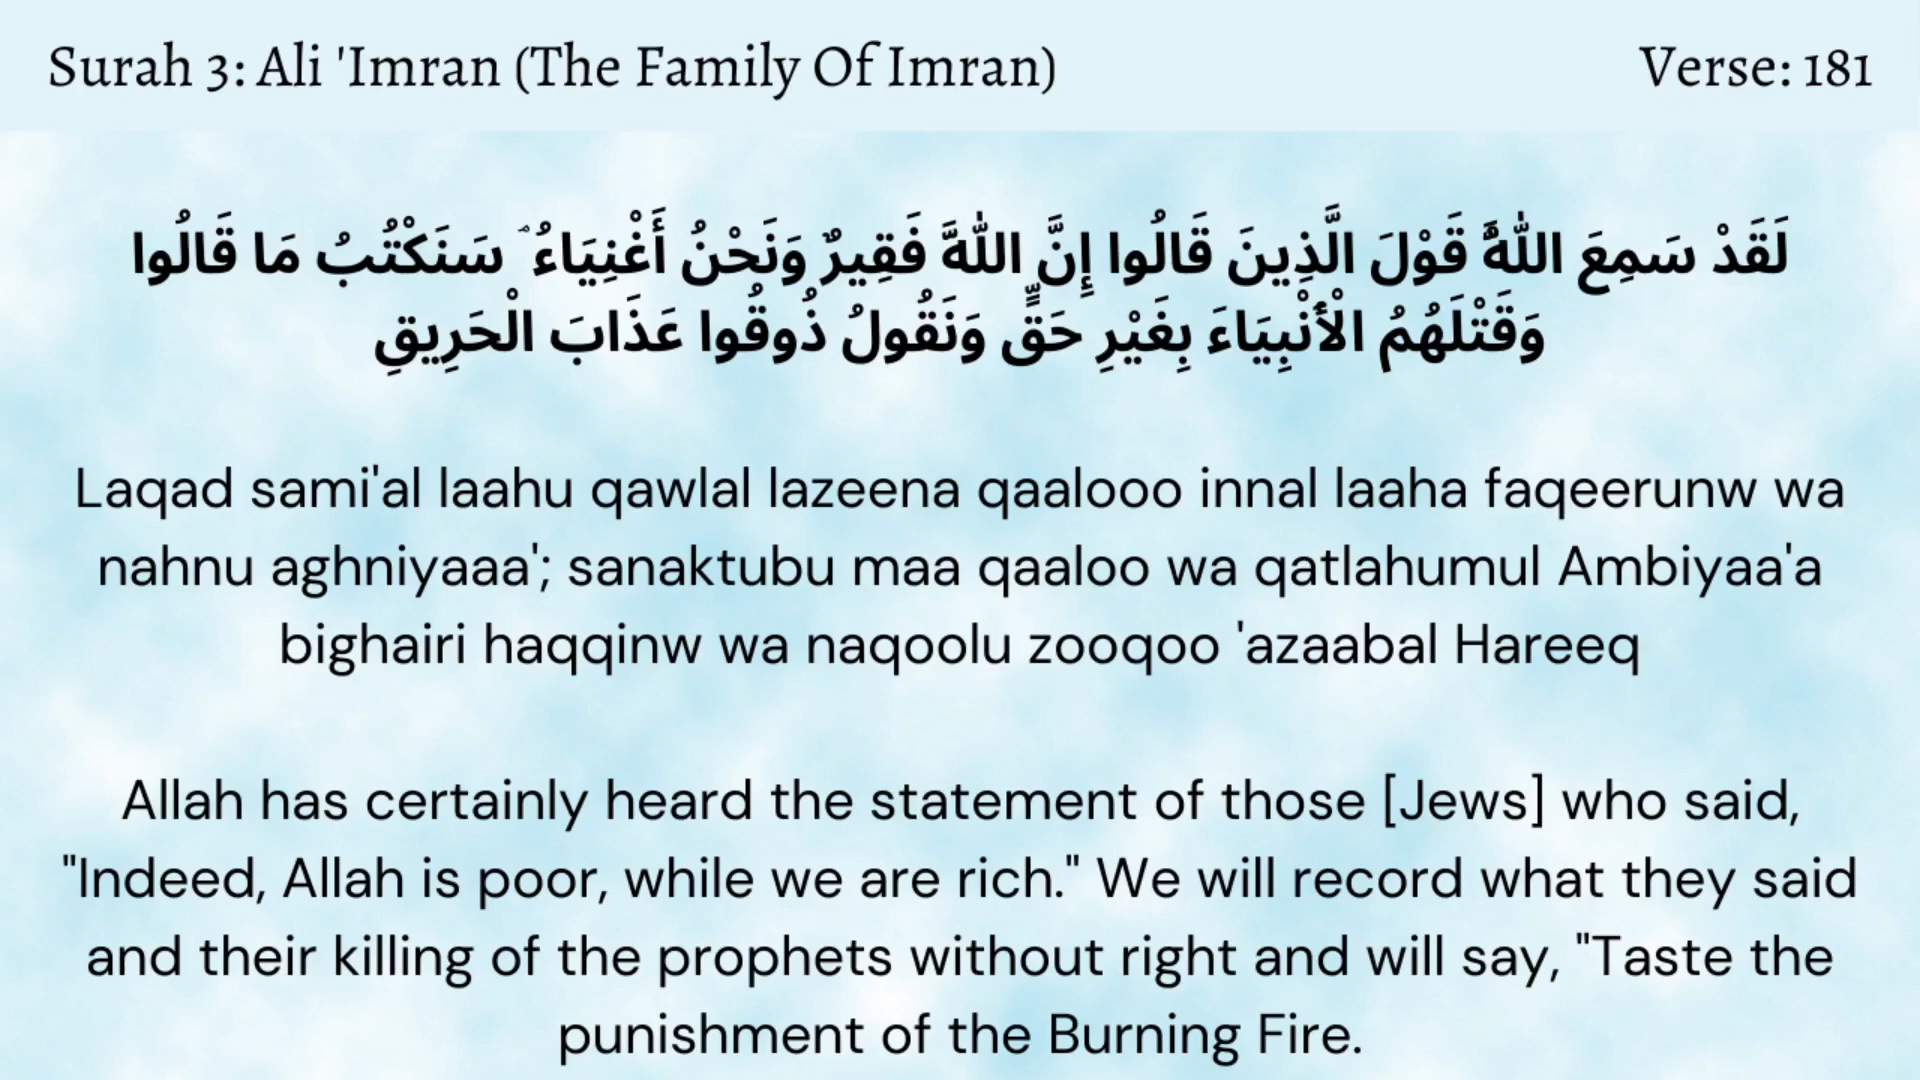 Surah 3: Ali 'Imran (The Family Of Imran)
Verse: 181
لَقَدْ سَمِعَ اللَّهُ قَوْلَ الَّذِينَ قَالُوا إِنَّ اللَّهَ فَقِيرٌ وَنَحْنُ أَغْنِيَاءُ ۘ سَنَكْتُبُ مَا قَالُوا
وَقَتْلَهُمُ الْأَنْبِيَاءَ بِغَيْرِ حَقٍّ وَنَقُولُ ذُوقُوا عَذَابَ الْحَرِيقِ
Laqad sami'al laahu qawlal lazeena qaalooo innal laaha faqeerunw wa
nahnu aghniyaaa'; sanaktubu maa qaaloo wa qatlahumul Ambiyaa'a
bighairi haqqinw wa naqoolu zooqoo 'azaabal Hareeq
Allah has certainly heard the statement of those [Jews] who said,
"Indeed, Allah is poor, while we are rich." We will record what they said
and their killing of the prophets without right and will say, "Taste the
punishment of the Burning Fire.